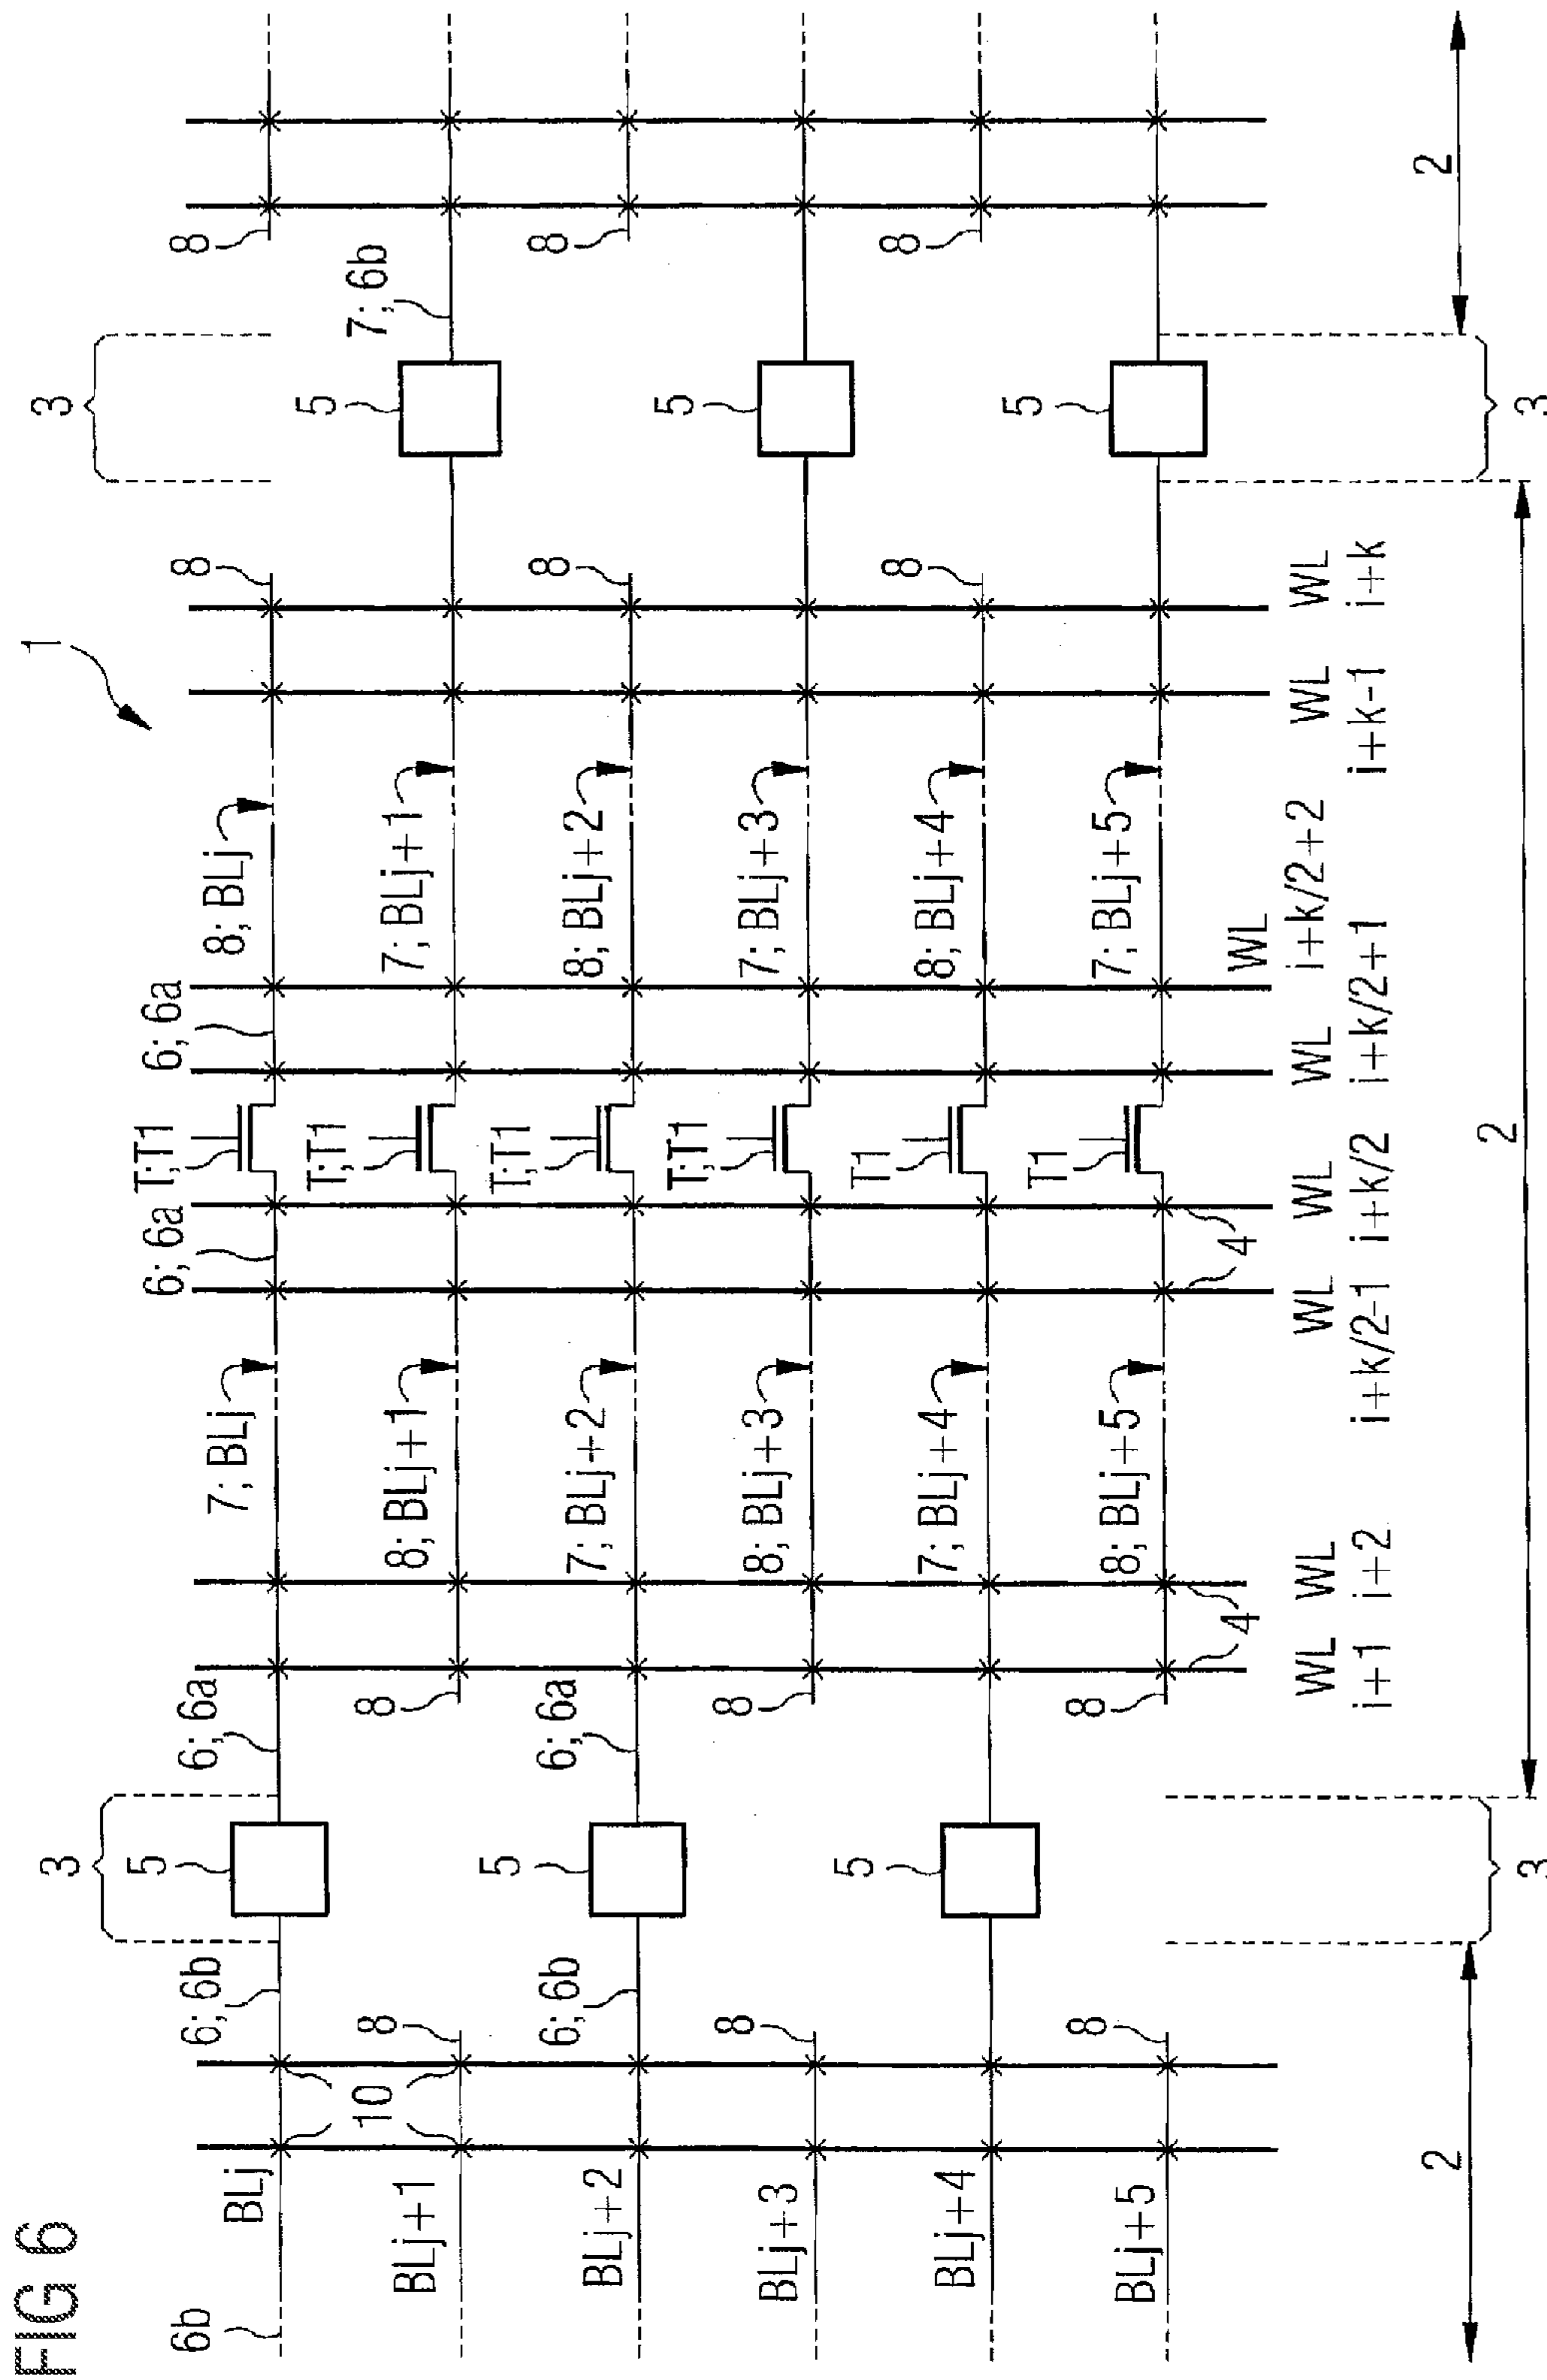 FIG 6
1
3
3
5
6b
6; 6b
6; 6a
6; 6a
T;T1
6; 6a
8
8
BLj
7; BLj
8; BLj
5
T;T1
10
8
8
7; 6b
BLj+1
8; BLj+1
7; BLj+1
5
T;T1
6; 6b
6; 6a
8
8
BLj+2
7; BLj+2
8; BLj+2
5
T;T1
8
8
BLj+3
8; BLj+3
7; BLj+3
5
T1
8
8
BLj+4
7; BLj+4
8; BLj+4
5
T1
8
8
BLj+5
8; BLj+5
7; BLj+5
4
4
WL
i+1
WL
i+2
WL
i+k/2-1
WL
i+k/2
WL
i+k/2+1
WL
i+k/2+2
WL
i+k-1
WL
i+k
2
2
2
3
3